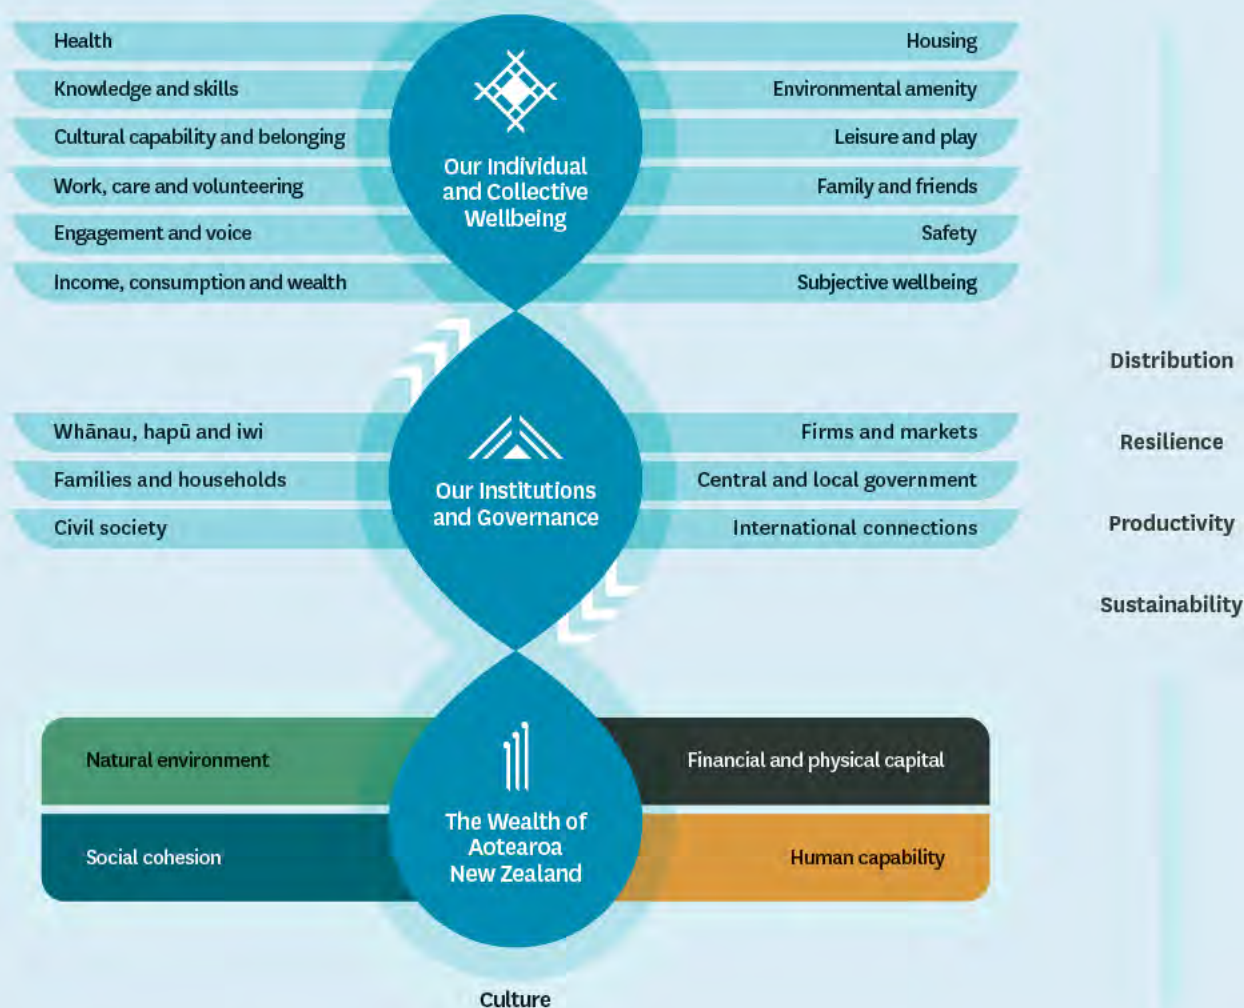 Health
Housing
Knowledge and skills
Environmental amenity
Cultural capability and belonging
Leisure and play
Work, care and volunteering
Family and friends
Engagement and voice
Safety
Income, consumption and wealth
Subjective wellbeing
Our Individual
and Collective
Wellbeing
Whānau, hapū and iwi
Firms and markets
Families and households
Central and local government
Civil society
International connections
Our Institutions
and Governance
Natural environment
Financial and physical capital
Social cohesion
Human capability
The Wealth of
Aotearoa
New Zealand
Culture
Distribution
Resilience
Productivity
Sustainability